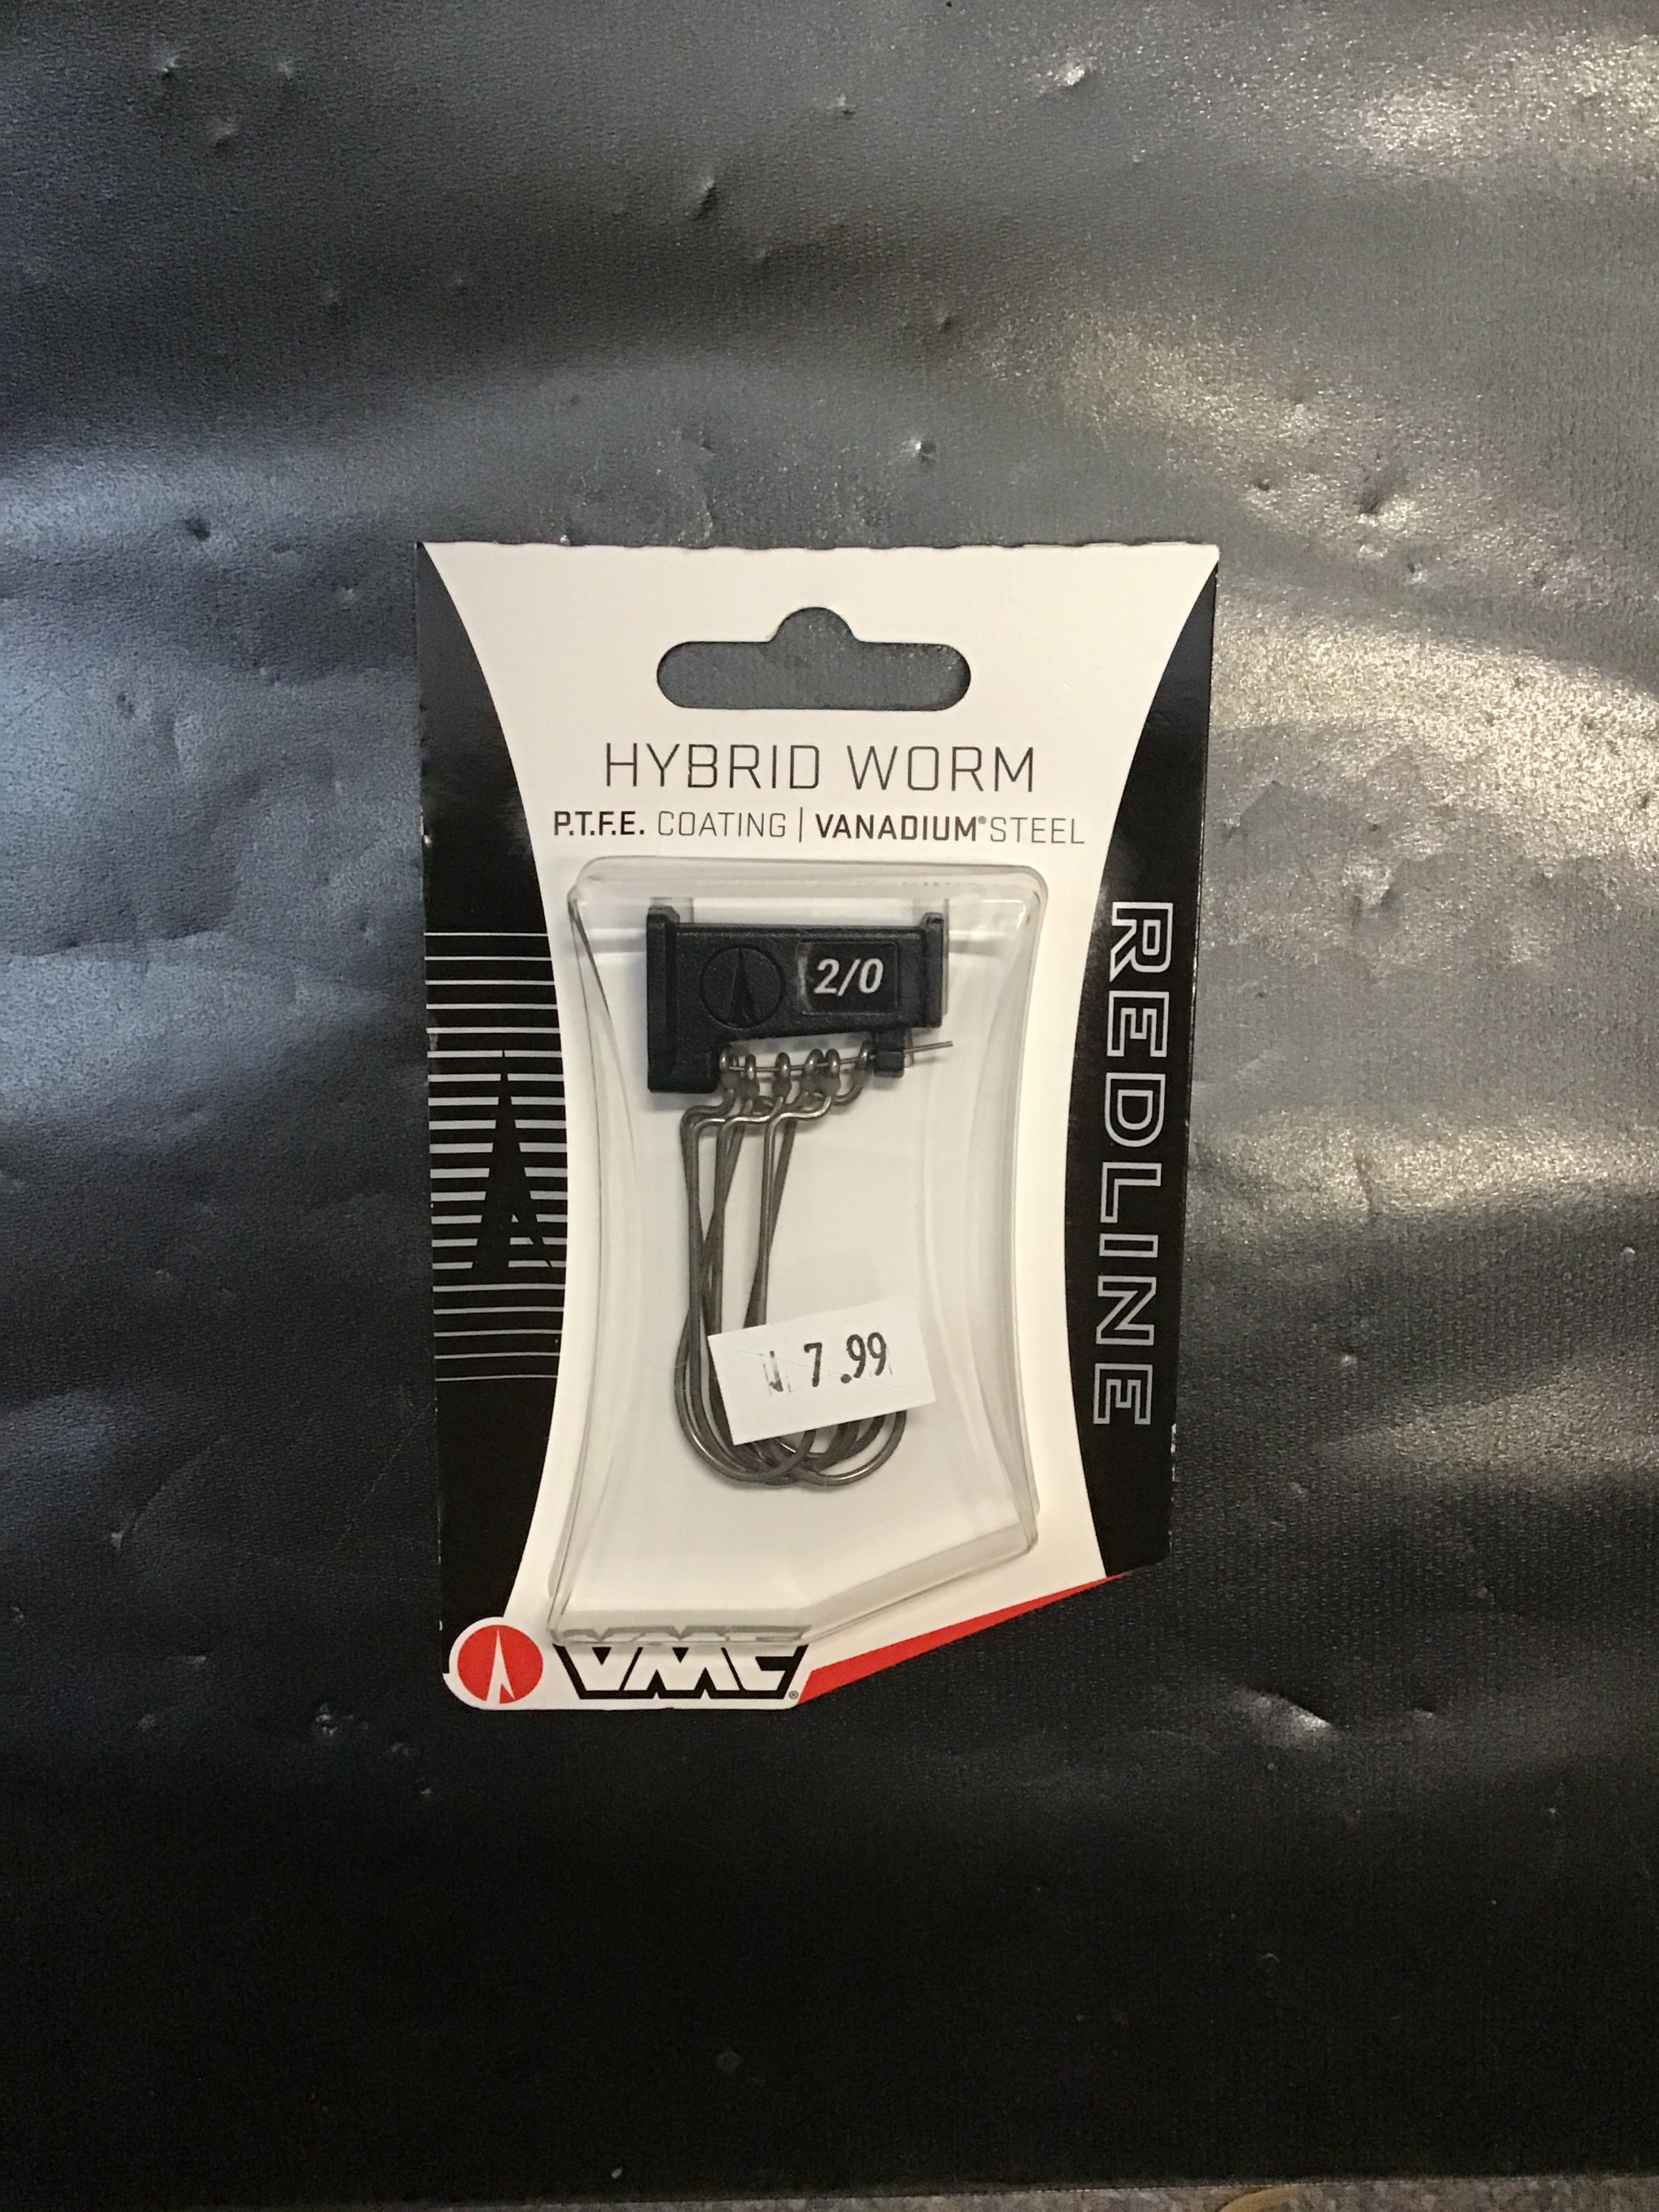 HYBRID WORM
P.T.F.E. COATING | VANADIUM® STEEL
2/0
7.99
REDLINE
VMC®